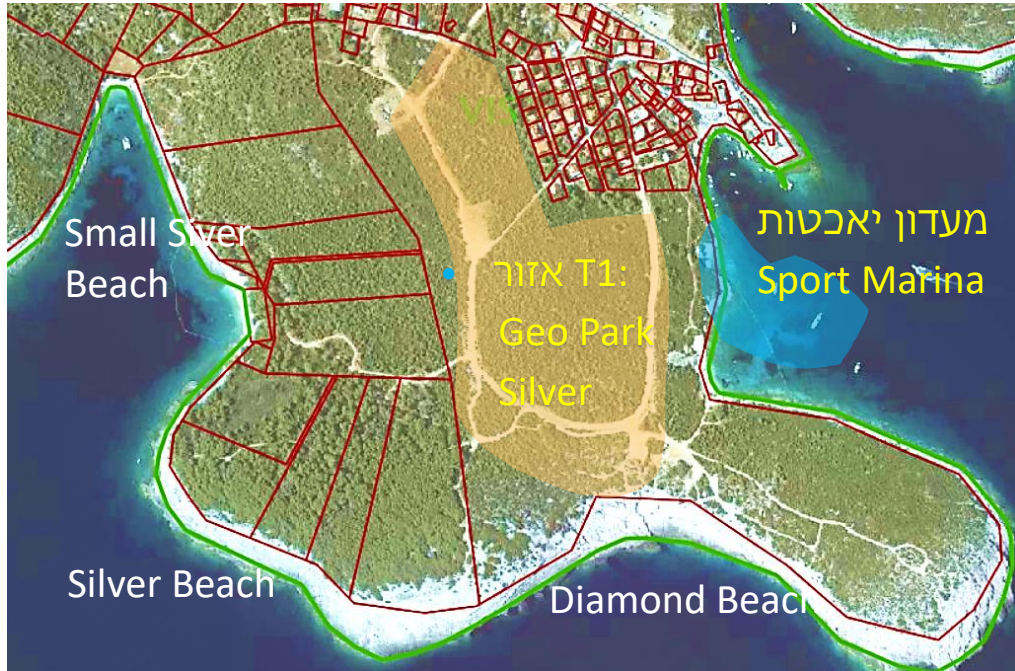 VIS
Small Siver
Beach
מעדון יאכטות
Sport Marina
אזור T1:
Geo Park
Silver
Silver Beach
Diamond Beach